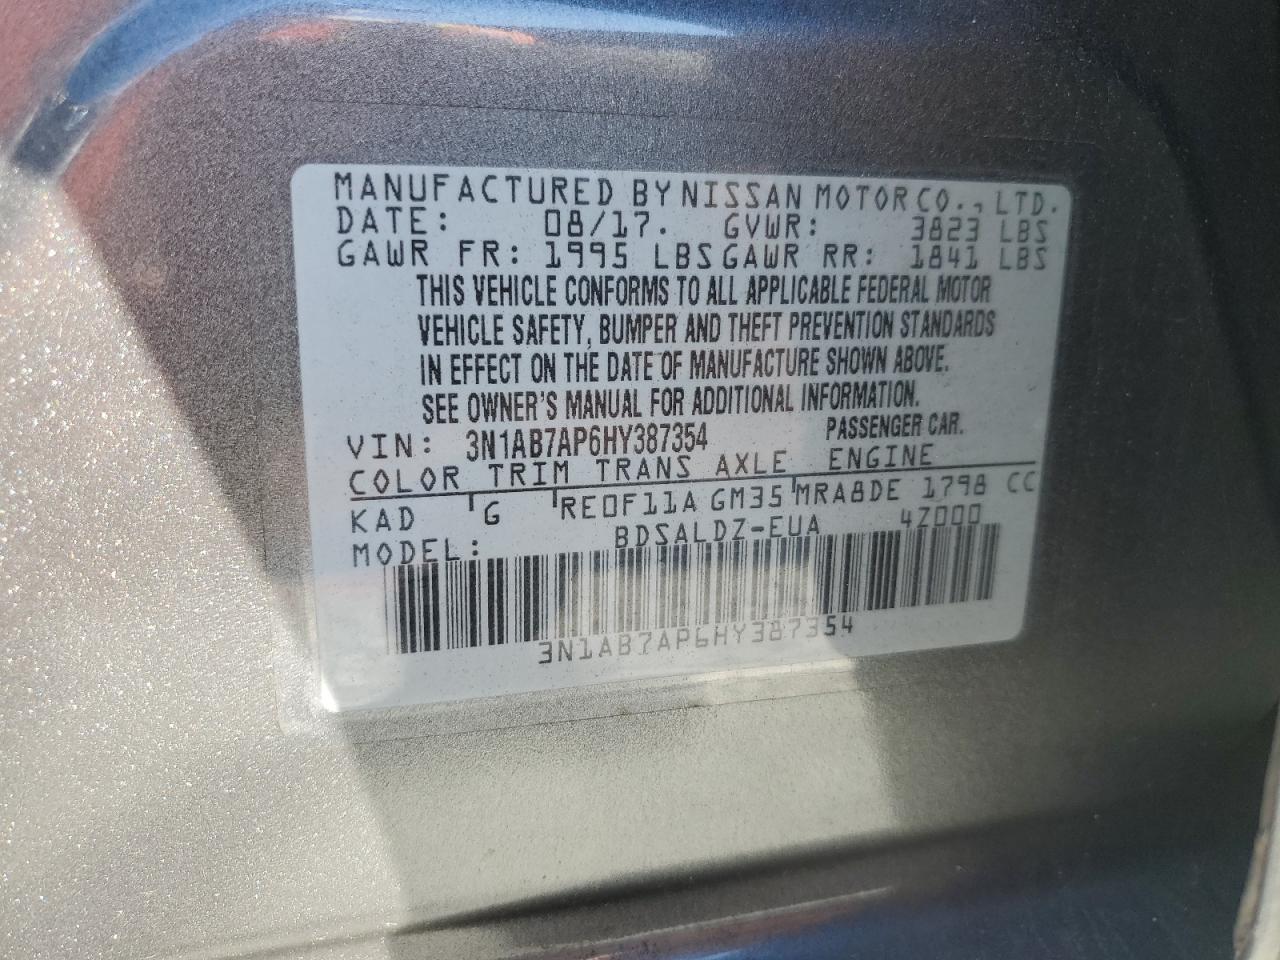 MANUFACTURED BY NISSAN MOTOR CO., LTD.
DATE: 08/17. GVWR: 3823 LBS
GAWR FR: 1995 LBS GAWR RR: 1841 LBS
THIS VEHICLE CONFORMS TO ALL APPLICABLE FEDERAL MOTOR
VEHICLE SAFETY, BUMPER AND THEFT PREVENTION STANDARDS
IN EFFECT ON THE DATE OF MANUFACTURE SHOWN ABOVE.
SEE OWNER'S MANUAL FOR ADDITIONAL INFORMATION.
VIN: 3N1AB7AP6HY387354 PASSENGER CAR.
COLOR TRIM TRANS AXLE ENGINE
KAD G RE0F11A GM35 MRA8DE 1798 CC
MODEL: BDSALDZ-EUA 4Z000
3N1AB7AP6HY387354